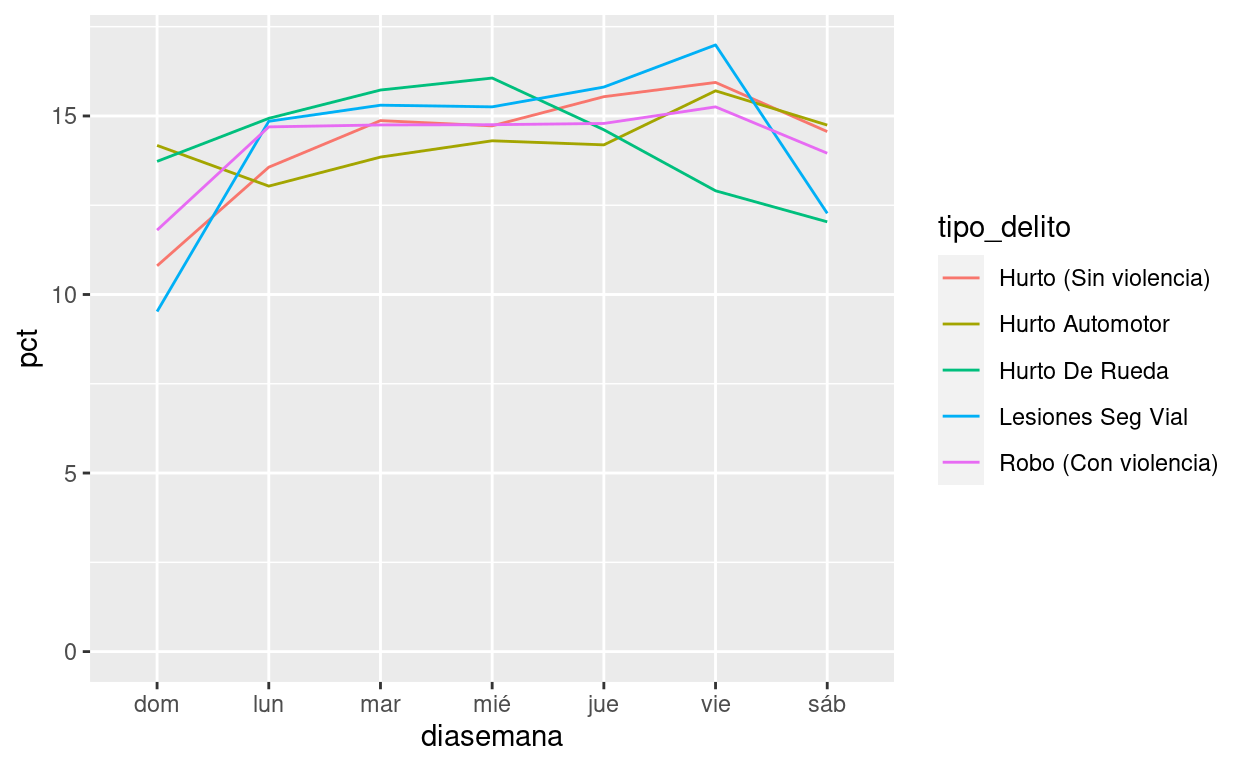 15
10
5
0
pct
dom lun mar mié jue vie sáb
diasemana
tipo_delito
Hurto (Sin violencia)
Hurto Automotor
Hurto De Rueda
Lesiones Seg Vial
Robo (Con violencia)